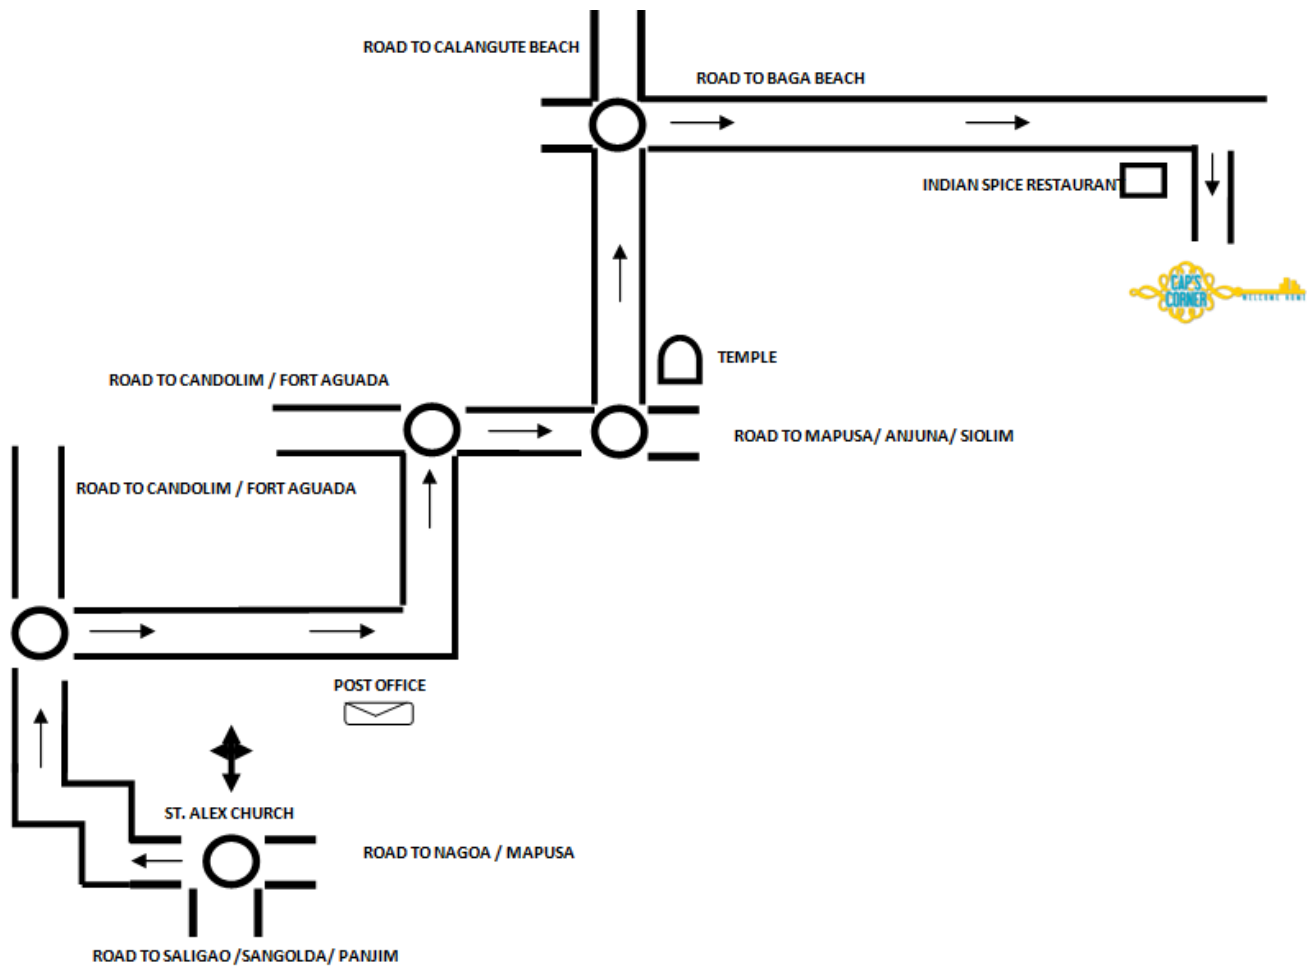 ROAD TO CALANGUTE BEACH
ROAD TO BAGA BEACH
INDIAN SPICE RESTAURANT
CAP'S
CORNER
WELCOME HOME
TEMPLE
ROAD TO CANDOLIM / FORT AGUADA
ROAD TO MAPUSA/ ANJUNA/ SIOLIM
ROAD TO CANDOLIM / FORT AGUADA
POST OFFICE
ST. ALEX CHURCH
ROAD TO NAGOA / MAPUSA
ROAD TO SALIGAO /SANGOLDA/ PANJIM